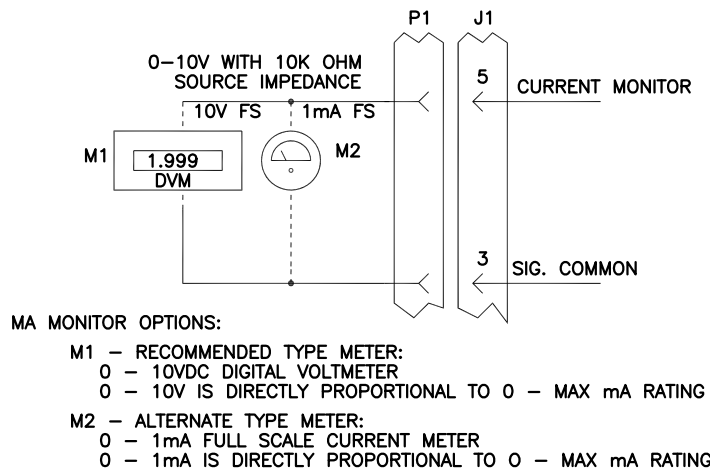 P1 J1
0-10V WITH 10K OHM
SOURCE IMPEDANCE
5 CURRENT MONITOR
10V FS 1mA FS
M1 1.999 M2
DVM
3 SIG. COMMON
MA MONITOR OPTIONS:
M1 - RECOMMENDED TYPE METER:
0 - 10VDC DIGITAL VOLTMETER
0 - 10V IS DIRECTLY PROPORTIONAL TO 0 - MAX mA RATING
M2 - ALTERNATE TYPE METER:
0 - 1mA FULL SCALE CURRENT METER
0 - 1mA IS DIRECTLY PROPORTIONAL TO O - MAX mA RATING